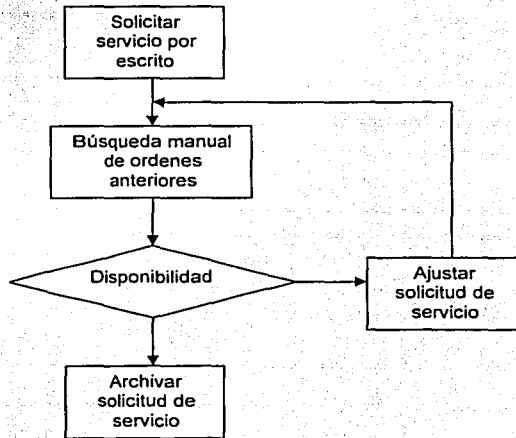 Solicitar
servicio por
escrito
Búsqueda manual
de ordenes
anteriores
Disponibilidad
Ajustar
solicitud de
servicio
Archivar
solicitud de
servicio